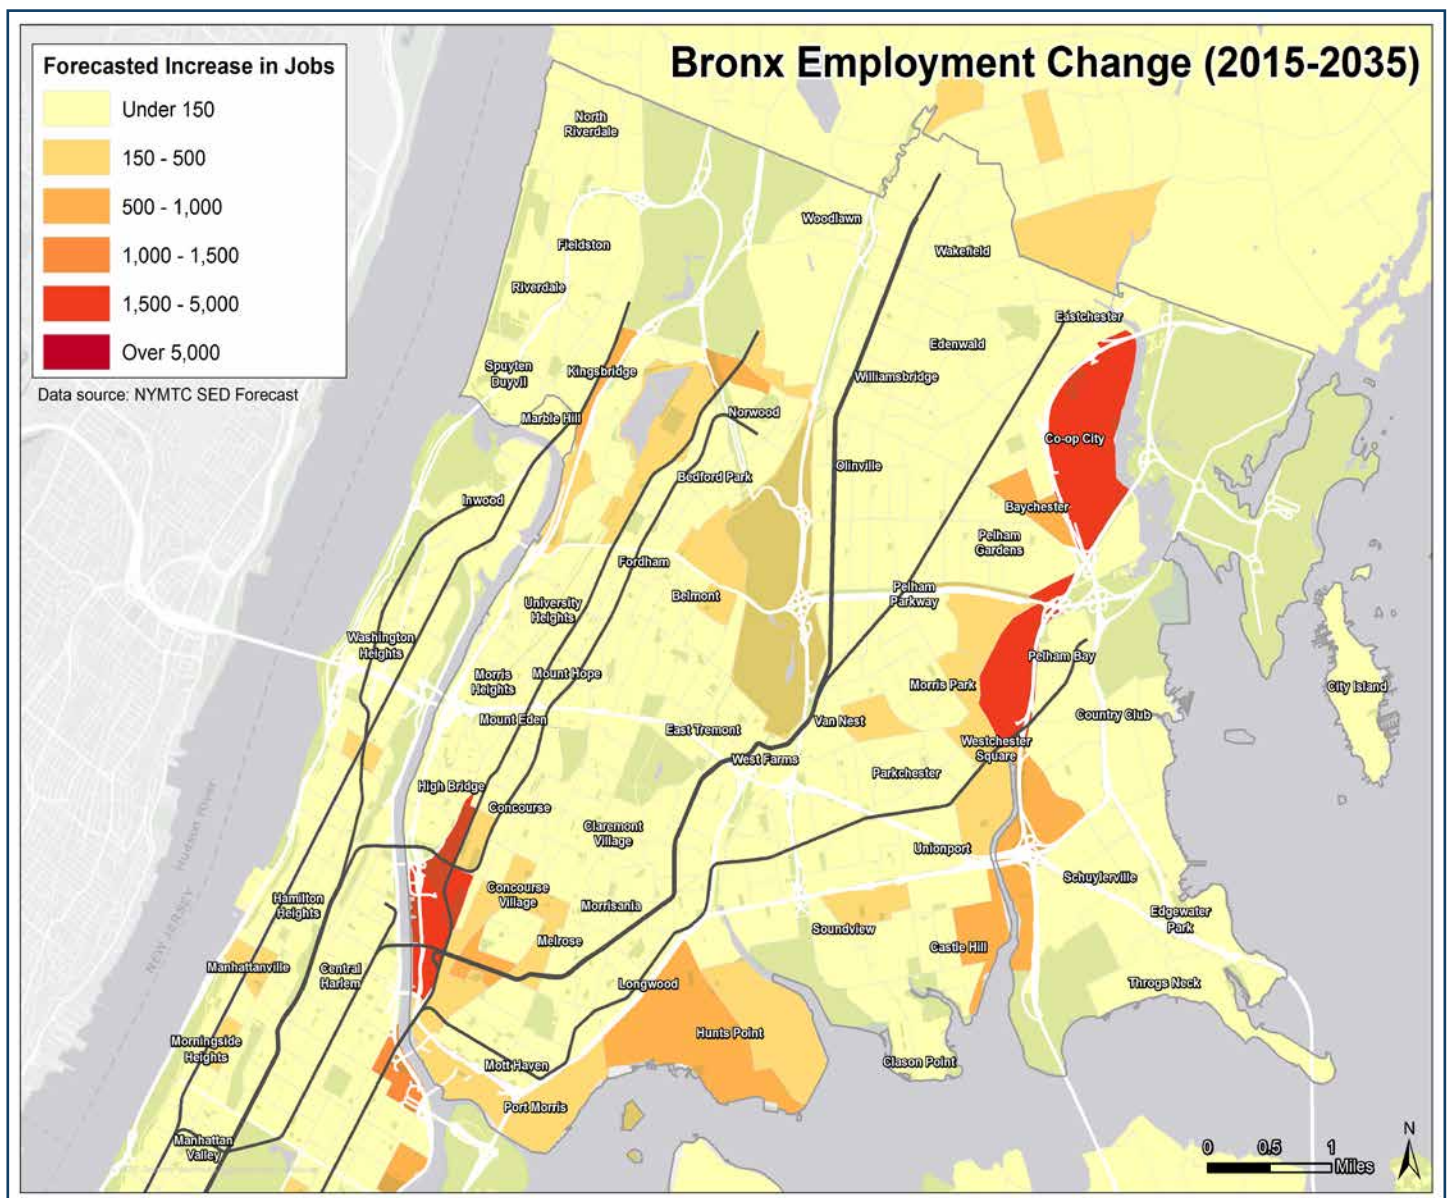 Bronx Employment Change (2015-2035)
Forecasted Increase in Jobs
Under 150
150 - 500
500 - 1,000
1,000 - 1,500
1,500 - 5,000
Over 5,000
Data source: NYMTC SED Forecast
North
Riverdale
Woodlawn
Fieldston
Wakefield
Riverdale
Eastchester
Edenwald
Spuyten
Duyvil
Kingsbridge
Williamsbridge
Marble Hill
Norwood
Co-op City
Olinville
Bedford Park
Inwood
Baychester
Pelham
Gardens
Fordham
Belmont
Pelham
Parkway
University
Heights
Washington
Heights
Pelham Bay
Morris
Heights
Mount Hope
Morris Park
City Island
Mount Eden
Van Nest
Country Club
East Tremont
Westchester
Square
West Farms
Parkchester
High Bridge
Concourse
Claremont
Village
Hudson River
Unionport
Schuylerville
Concourse
Village
Hamilton
Heights
Morrisania
Edgewater
Park
NEW JERSEY
Soundview
Melrose
Castle Hill
Manhattanville
Central
Harlem
Longwood
Throgs Neck
Hunts Point
Morningside
Heights
Mott Haven
Clason Point
Port Morris
Manhattan
Valley
N
0 0.5 1
Miles